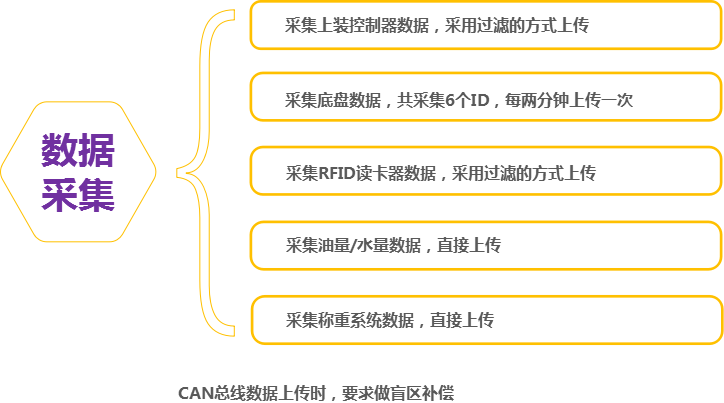 数据
采集
采集上装控制器数据，采用过滤的方式上传
采集底盘数据，共采集6个ID，每两分钟上传一次
采集RFID读卡器数据，采用过滤的方式上传
采集油量/水量数据，直接上传
采集称重系统数据，直接上传
CAN总线数据上传时，要求做盲区补偿